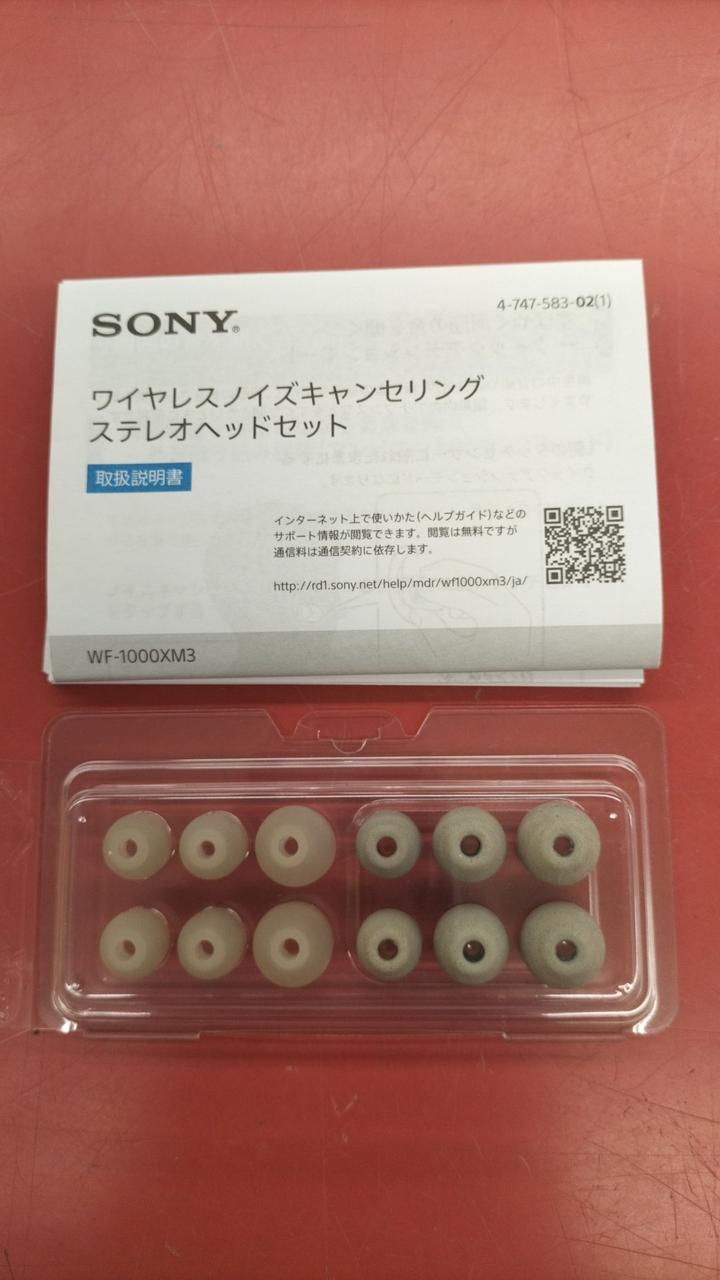 SONY®
4-747-583-02(1)
ワイヤレスノイズキャンセリング
ステレオヘッドセット
取扱説明書
インターネット上で使いかた(ヘルプガイド)などの
サポート情報が閲覧できます。閲覧は無料ですが
通信料は通信契約に依存します。
http://rd1.sony.net/help/mdr/wf1000xm3/ja/
WF-1000XM3